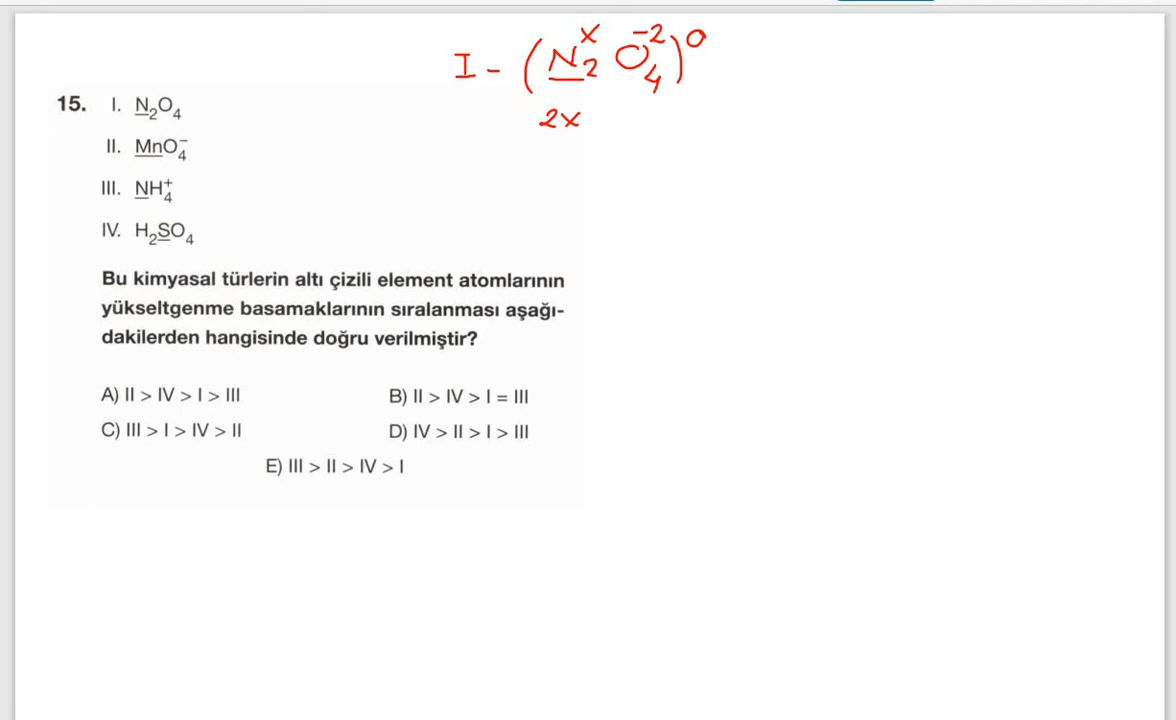 I - (N₂ˣ O₄⁻²)⁰
2x
15. I. N₂O₄
II. MnO₄⁻
III. NH₄⁺
IV. H₂SO₄
Bu kimyasal türlerin altı çizili element atomlarının
yükseltgenme basamaklarının sıralanması aşağı-
dakilerden hangisinde doğru verilmiştir?
A) II > IV > I > III B) II > IV > I = III
C) III > I > IV > II D) IV > II > I > III
E) III > II > IV > I